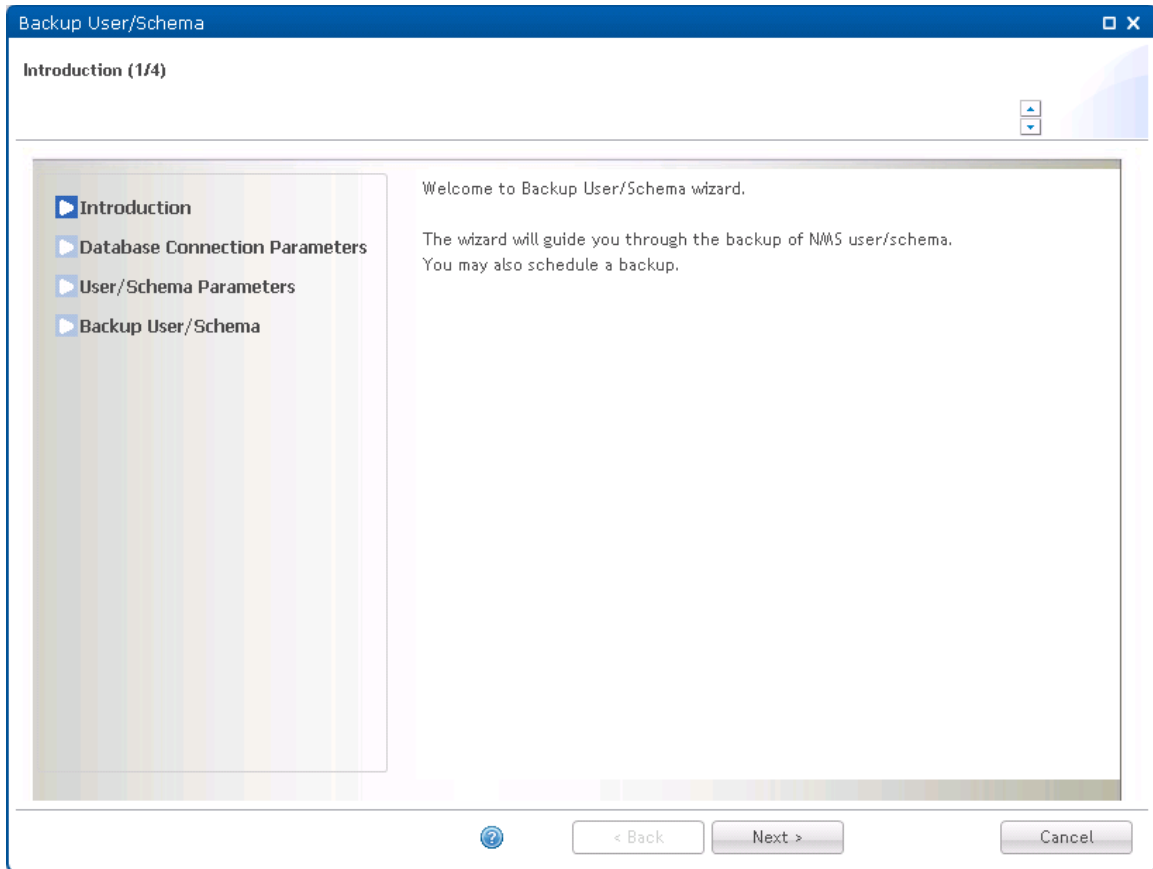 Backup User/Schema
Introduction (1/4)
Introduction
Database Connection Parameters
User/Schema Parameters
Backup User/Schema
Welcome to Backup User/Schema wizard.
The wizard will guide you through the backup of NMS user/schema.
You may also schedule a backup.
?
< Back
Next >
Cancel